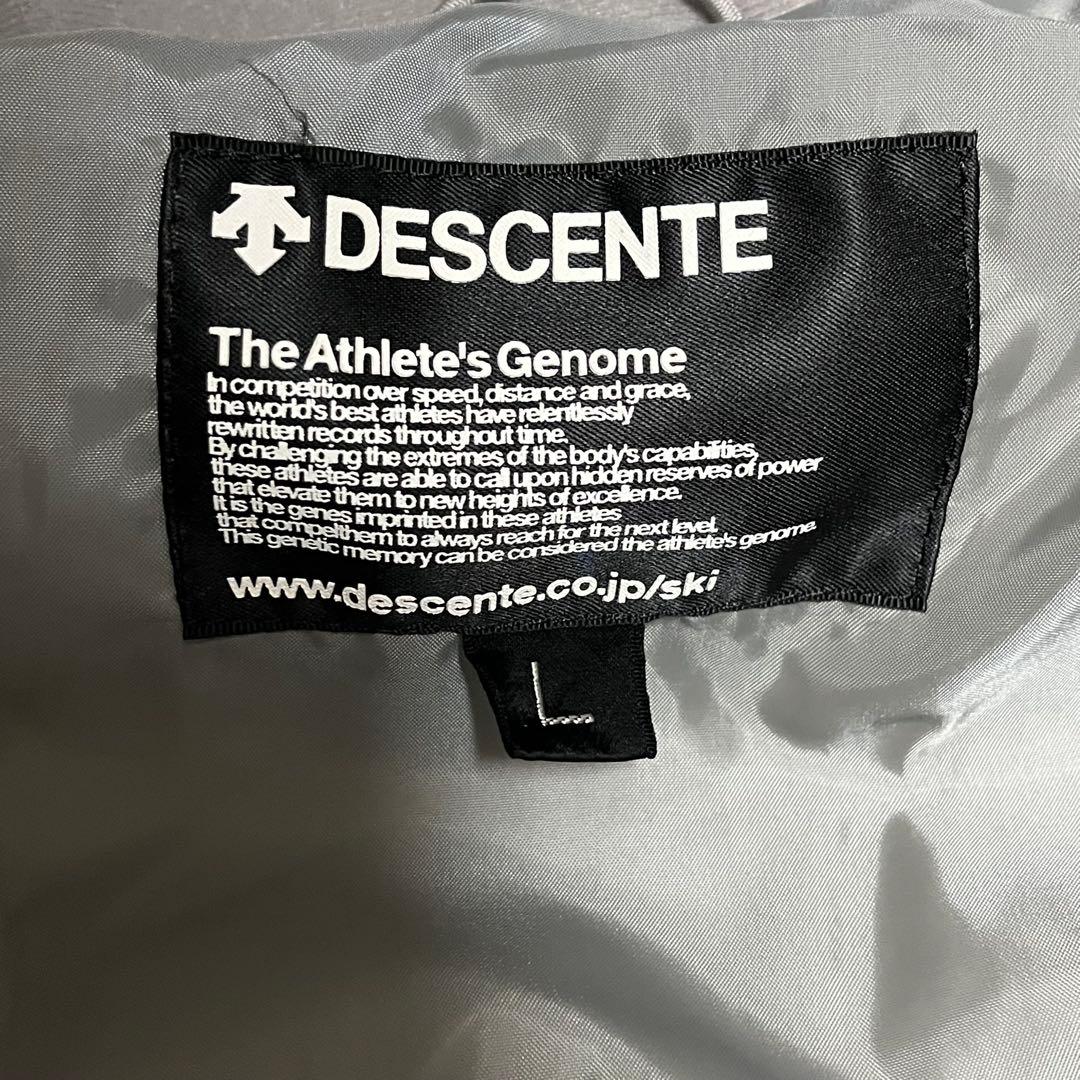 DESCENTE
The Athlete's Genome
In competition over speed, distance and grace,
the world's best athletes have relentlessly
rewritten records throughout time.
By challenging the extremes of the body's capabilities,
these athletes are able to call upon hidden reserves of power
that elevate them to new heights of excellence.
It is the genes imprinted in these athletes
that compel them to always reach for the next level.
This genetic memory can be considered the athlete's genome.
www.descente.co.jp/ski
L